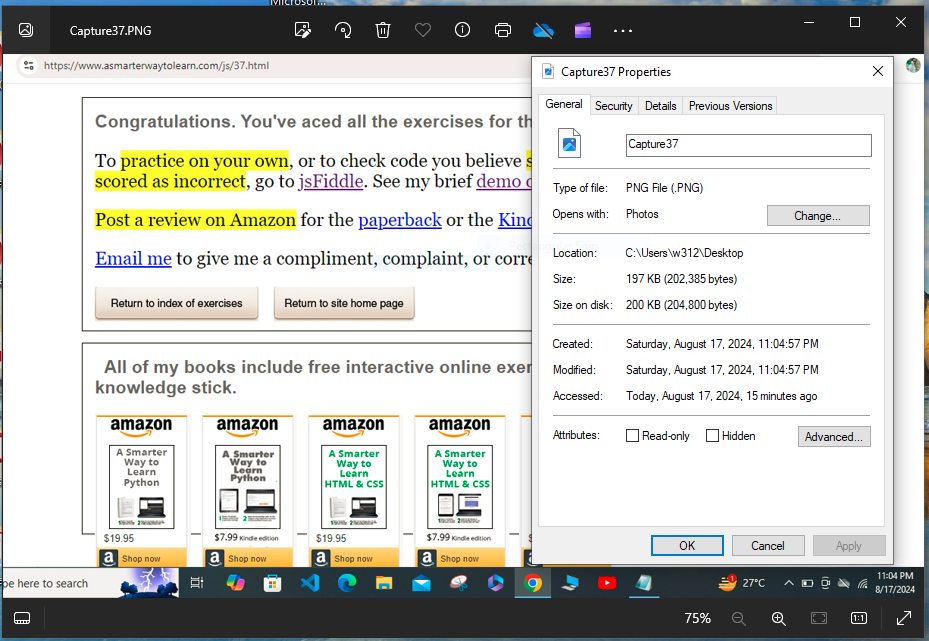 Microsof...
Capture37.PNG
https://www.asmarterwaytolearn.com/js/37.html
Congratulations. You've aced all the exercises for th
To practice on your own, or to check code you believe s
scored as incorrect, go to jsFiddle. See my brief demo o
Post a review on Amazon for the paperback or the Kind
Email me to give me a compliment, complaint, or corre
Return to index of exercises
Return to site home page
All of my books include free interactive online exer
knowledge stick.
amazon
A Smarter
Way to
Learn
Python
$19.95
Shop now
amazon
A Smarter
Way to
Learn
Python
$7.99 Kindle edition
Shop now
amazon
A Smarter
Way to
Learn
HTML & CSS
$19.95
Shop now
amazon
A Smarter
Way to
Learn
HTML & CSS
$7.99 Kindle edition
Shop now
Capture37 Properties
General
Security
Details
Previous Versions
Capture37
Type of file: PNG File (.PNG)
Opens with: Photos
Change...
Location: C:\Users\w312\Desktop
Size: 197 KB (202,385 bytes)
Size on disk: 200 KB (204,800 bytes)
Created: Saturday, August 17, 2024, 11:04:57 PM
Modified: Saturday, August 17, 2024, 11:04:57 PM
Accessed: Today, August 17, 2024, 15 minutes ago
Attributes: Read-only Hidden
Advanced...
OK
Cancel
Apply
pe here to search
27°C
11:04 PM
8/17/2024
75%
1:1